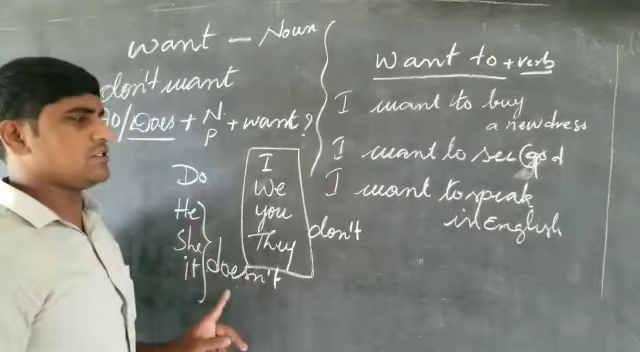 want – Noun
don't want
Do/Does + N + want?
P
Do
He
She
it
doesn't
I
We
you
They
don't
want to + verb
I want to buy
a new dress
I want to see god
I want to speak
in English